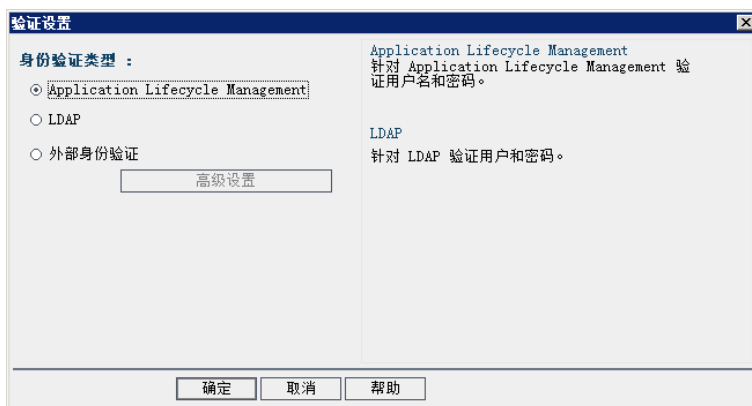 验证设置
身份验证类型 ：
Application Lifecycle Management
LDAP
外部身份验证
高级设置
Application Lifecycle Management
针对 Application Lifecycle Management 验
证用户名和密码。
LDAP
针对 LDAP 验证用户和密码。
确定 取消 帮助